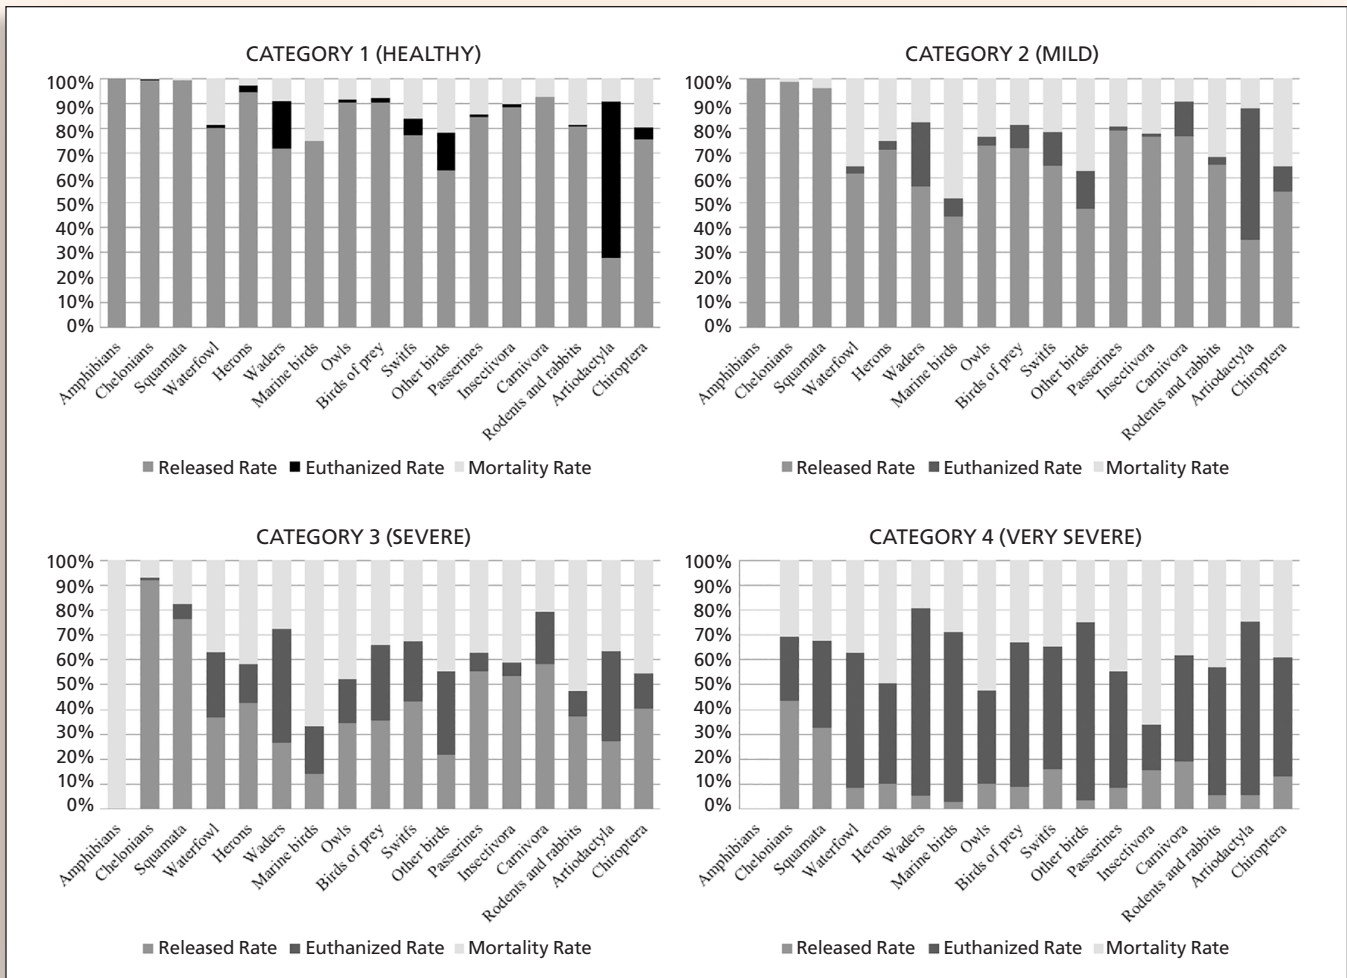 CATEGORY 1 (HEALTHY)
100%
90%
80%
70%
60%
50%
40%
30%
20%
10%
0%
Amphibians
Chelonians
Squamata
Waterfowl
Herons
Waders
Marine birds
Owls
Birds of prey
Switfs
Other birds
Passerines
Insectivora
Carnivora
Rodents and rabbits
Artiodactyla
Chiroptera
Released Rate Euthanized Rate Mortality Rate
CATEGORY 2 (MILD)
100%
90%
80%
70%
60%
50%
40%
30%
20%
10%
0%
Amphibians
Chelonians
Squamata
Waterfowl
Herons
Waders
Marine birds
Owls
Birds of prey
Switfs
Other birds
Passerines
Insectivora
Carnivora
Rodents and rabbits
Artiodactyla
Chiroptera
Released Rate Euthanized Rate Mortality Rate
CATEGORY 3 (SEVERE)
100%
90%
80%
70%
60%
50%
40%
30%
20%
10%
0%
Amphibians
Chelonians
Squamata
Waterfowl
Herons
Waders
Marine birds
Owls
Birds of prey
Switfs
Other birds
Passerines
Insectivora
Carnivora
Rodents and rabbits
Artiodactyla
Chiroptera
Released Rate Euthanized Rate Mortality Rate
CATEGORY 4 (VERY SEVERE)
100%
90%
80%
70%
60%
50%
40%
30%
20%
10%
0%
Amphibians
Chelonians
Squamata
Waterfowl
Herons
Waders
Marine birds
Owls
Birds of prey
Switfs
Other birds
Passerines
Insectivora
Carnivora
Rodents and rabbits
Artiodactyla
Chiroptera
Released Rate Euthanized Rate Mortality Rate